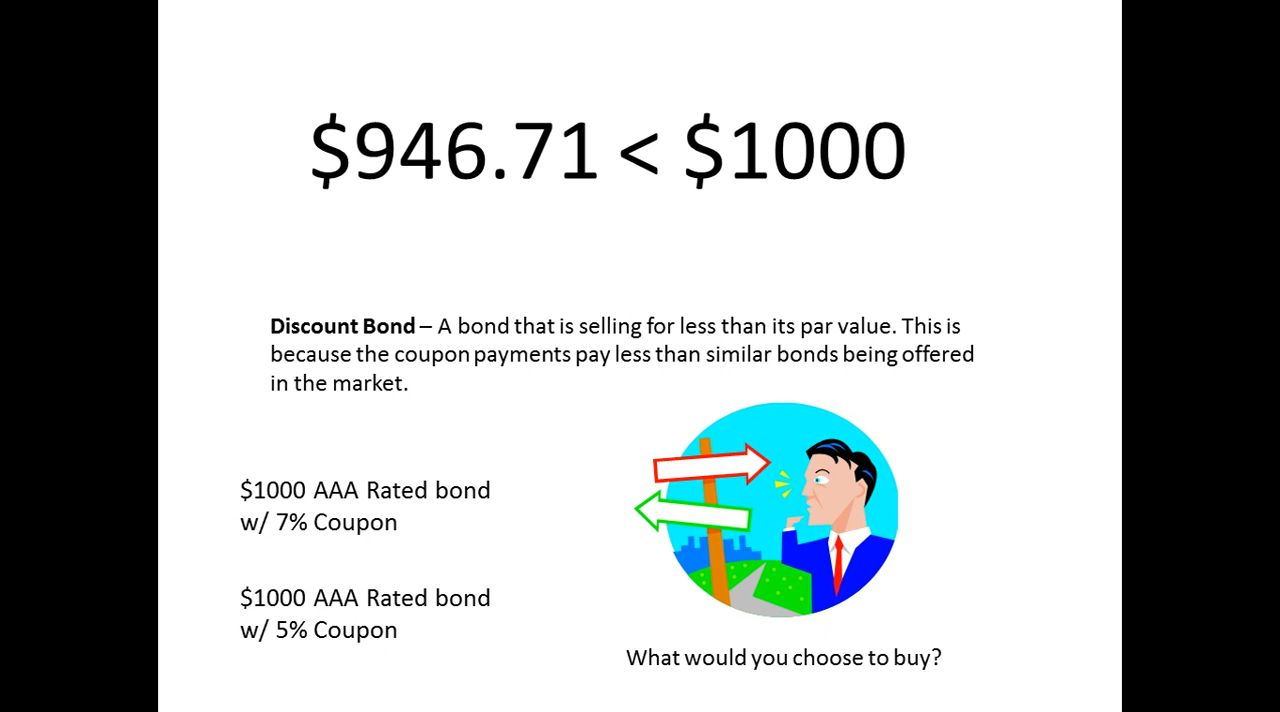 $946.71 < $1000
Discount Bond – A bond that is selling for less than its par value. This is
because the coupon payments pay less than similar bonds being offered
in the market.
$1000 AAA Rated bond
w/ 7% Coupon
$1000 AAA Rated bond
w/ 5% Coupon
What would you choose to buy?